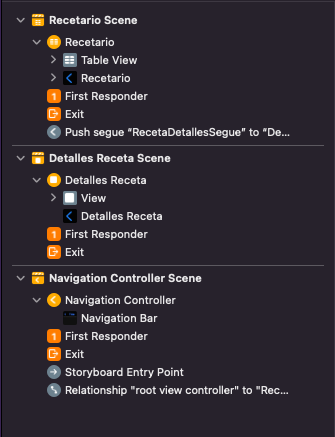 Recetario Scene
Recetario
Table View
Recetario
First Responder
Exit
Push segue “RecetaDetallesSegue” to “De...
Detalles Receta Scene
Detalles Receta
View
Detalles Receta
First Responder
Exit
Navigation Controller Scene
Navigation Controller
Navigation Bar
First Responder
Exit
Storyboard Entry Point
Relationship "root view controller" to "Rec...